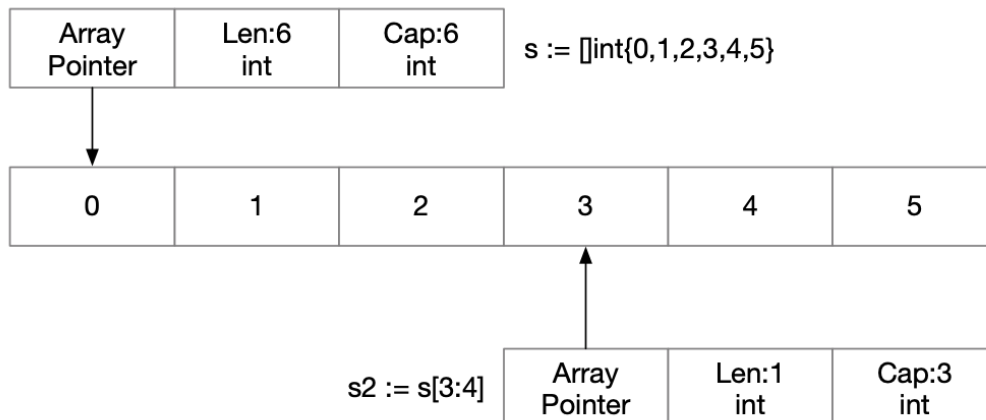 Array
Pointer
Len:6
int
Cap:6
int
s := []int{0,1,2,3,4,5}
0
1
2
3
4
5
s2 := s[3:4]
Array
Pointer
Len:1
int
Cap:3
int